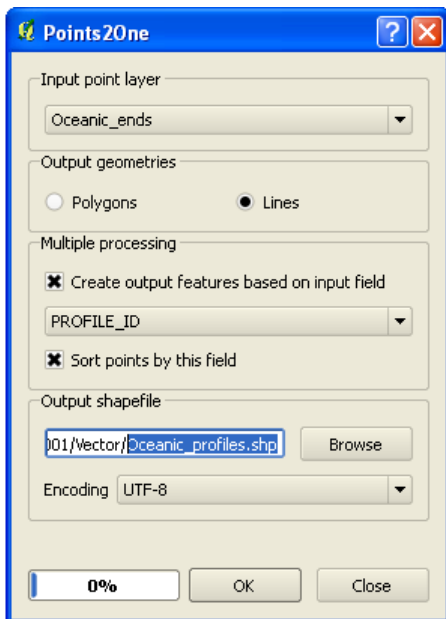 Points2One
Input point layer
Oceanic_ends
Output geometries
Polygons
Lines
Multiple processing
Create output features based on input field
PROFILE_ID
Sort points by this field
Output shapefile
001/Vector/Oceanic_profiles.shp
Browse
Encoding
UTF-8
0%
OK
Close